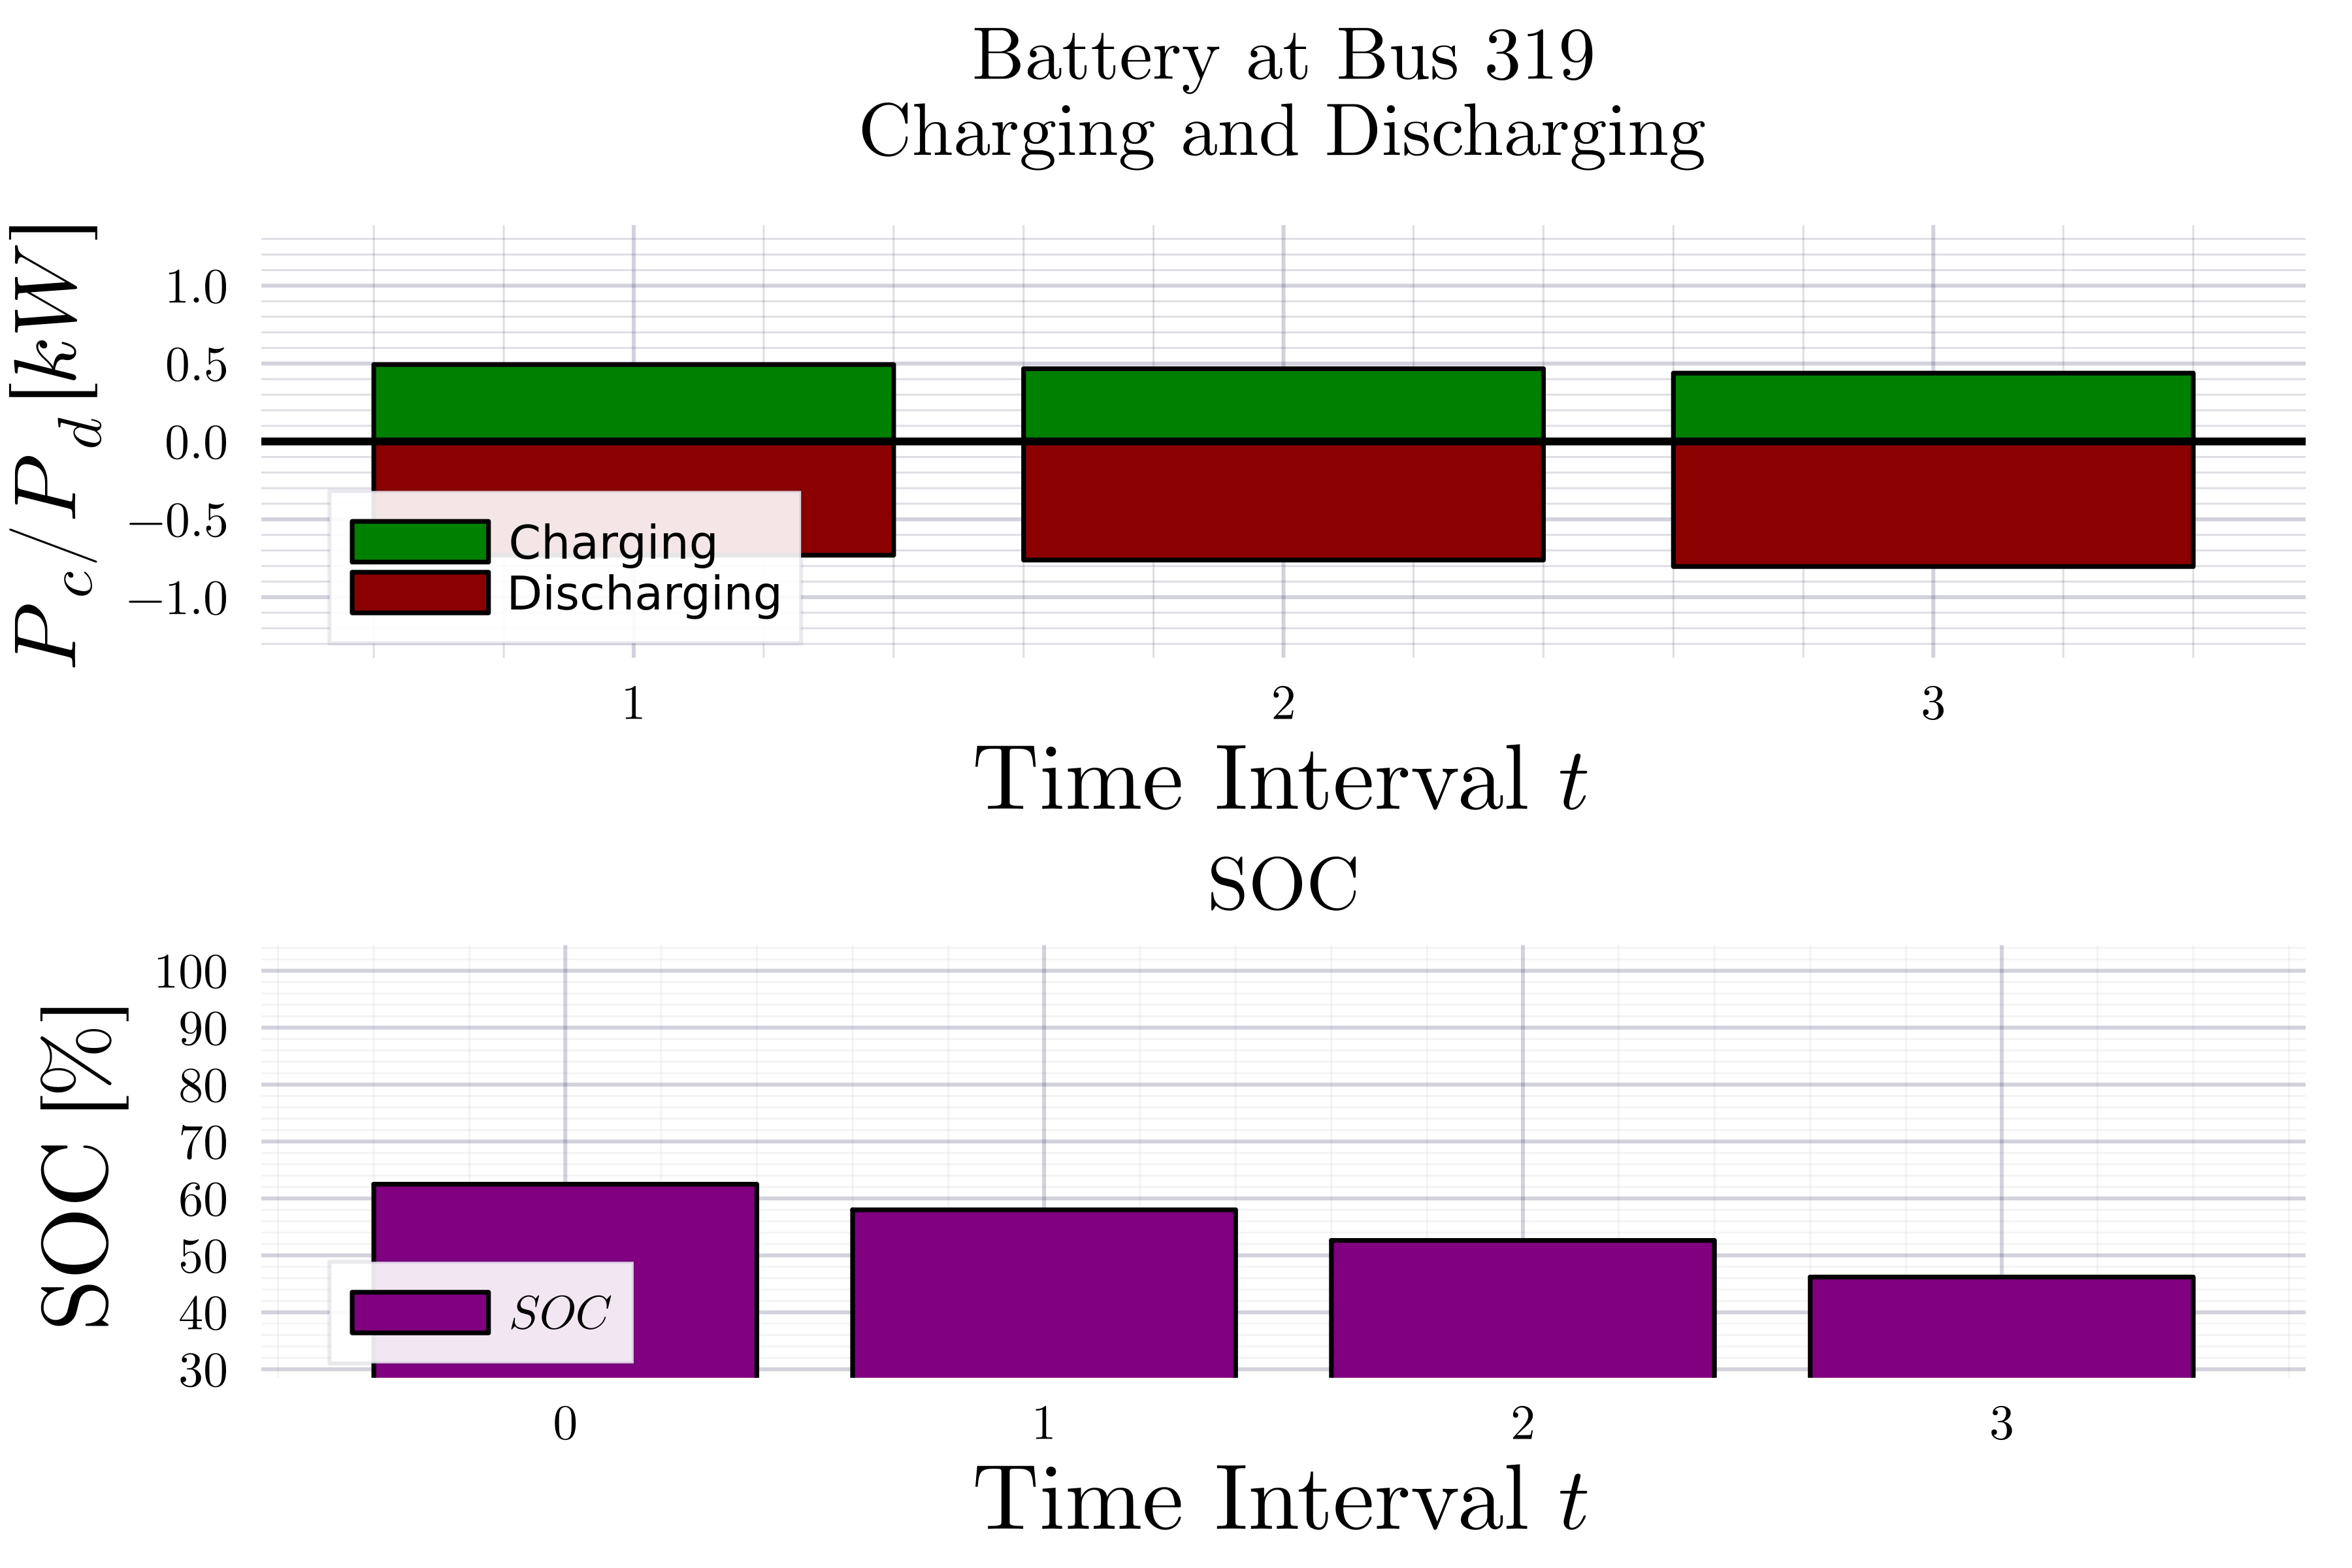 Battery at Bus 319
Charging and Discharging
P_c / P_d [kW]
1.0
0.5
0.0
−0.5
−1.0
Charging
Discharging
1 2 3
Time Interval t
SOC
SOC [%]
100
90
80
70
60
50
40
30
SOC
0 1 2 3
Time Interval t